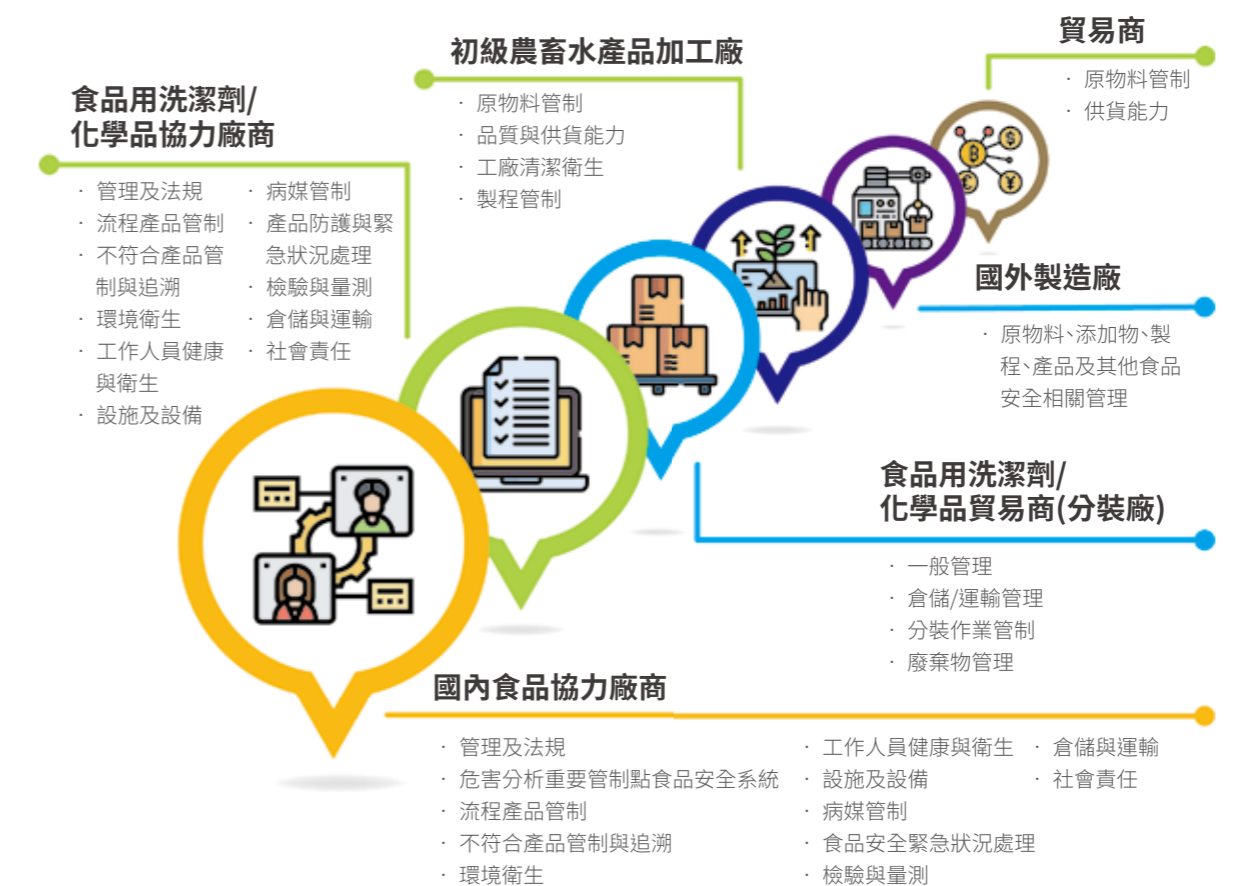 食品用洗潔劑/
化學品協力廠商
· 管理及法規
· 流程產品管制
· 不符合產品管
制與追溯
· 環境衛生
· 工作人員健康
與衛生
· 設施及設備
· 病媒管制
· 產品防護與緊
急狀況處理
· 檢驗與量測
· 倉儲與運輸
· 社會責任
初級農畜水產品加工廠
· 原物料管制
· 品質與供貨能力
· 工廠清潔衛生
· 製程管制
貿易商
· 原物料管制
· 供貨能力
國外製造廠
· 原物料、添加物、製
程、產品及其他食品
安全相關管理
食品用洗潔劑/
化學品貿易商(分裝廠)
· 一般管理
· 倉儲/運輸管理
· 分裝作業管制
· 廢棄物管理
國內食品協力廠商
· 管理及法規
· 危害分析重要管制點食品安全系統
· 流程產品管制
· 不符合產品管制與追溯
· 環境衛生
· 工作人員健康與衛生
· 設施及設備
· 病媒管制
· 食品安全緊急狀況處理
· 檢驗與量測
· 倉儲與運輸
· 社會責任